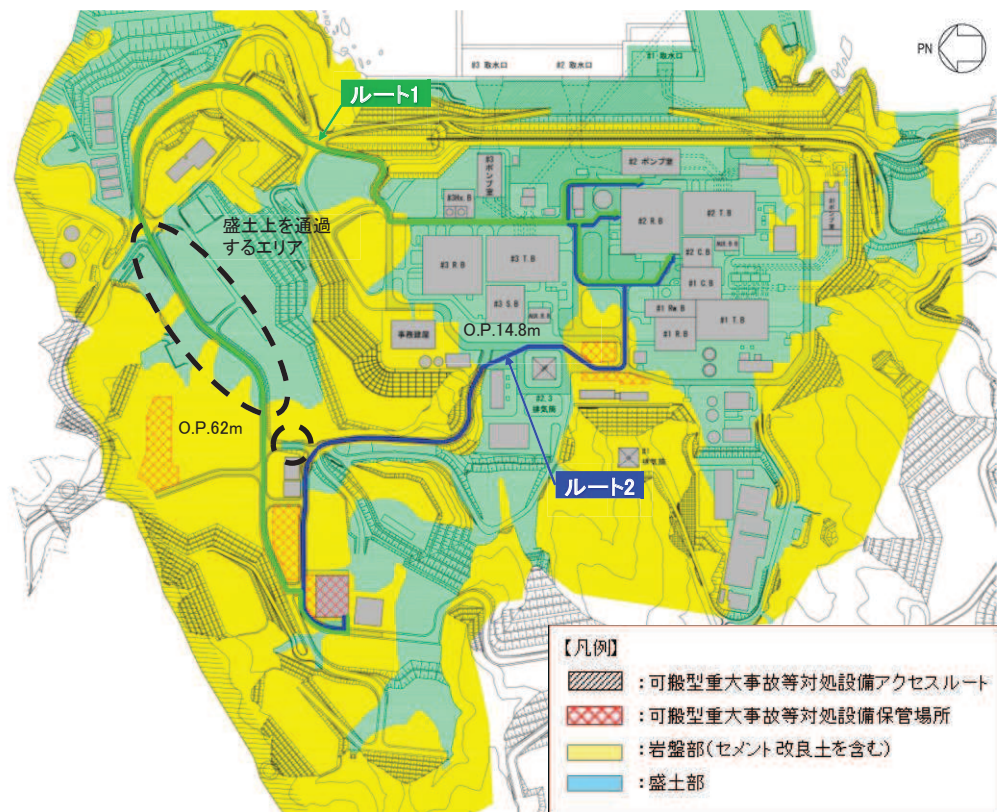 PN
#3 取水口
#2 取水口
#1 取水口
ルート1
#3 ポンプ室
#2 ポンプ室
#3Hx.B
盛土上を通過
するエリア
#2 R.B
#2 T.B
#3 R.B
#3 T.B
#2 C.B
#1 C.B
#3 S.B
#1 Rw.B
#1 R.B
#1 T.B
事務建屋
O.P.14.8m
#2,3
排気筒
O.P.62m
#1
排気筒
ルート2
【凡例】
：可搬型重大事故等対処設備アクセスルート
：可搬型重大事故等対処設備保管場所
：岩盤部(セメント改良土を含む)
：盛土部